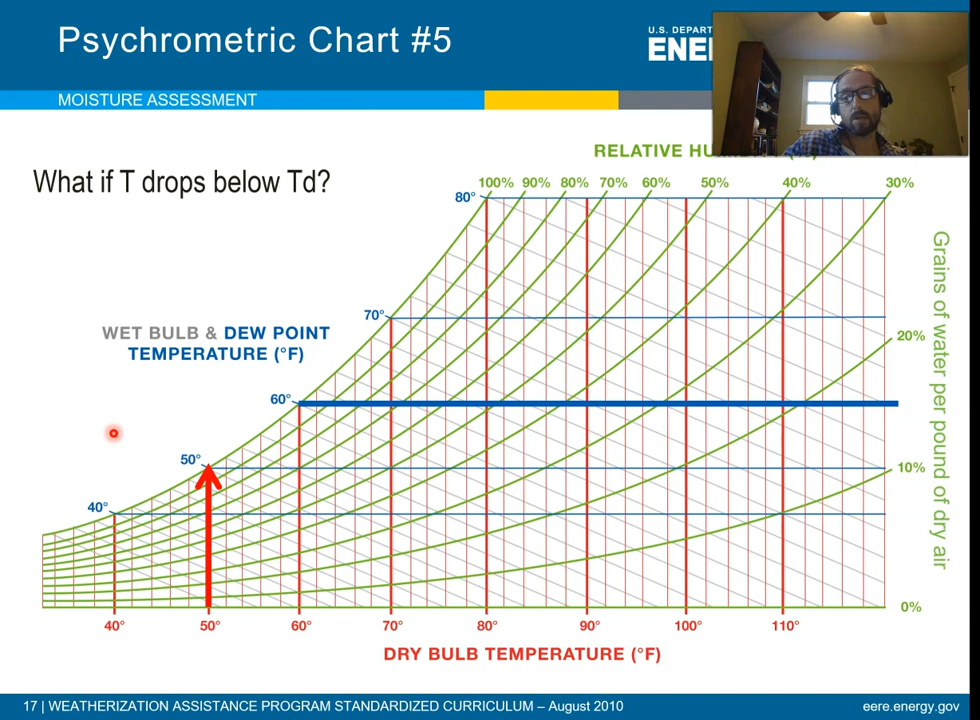 Psychrometric Chart #5
U.S. DEPART
MOISTURE ASSESSMENT
What if T drops below Td?
RELATIVE HU
100% 90% 80% 70% 60% 50% 40% 30%
80°
70°
WET BULB & DEW POINT
TEMPERATURE (°F)
20%
60°
50°
10%
40°
Grains of water per pound of dry air
0%
40° 50° 60° 70° 80° 90° 100° 110°
DRY BULB TEMPERATURE (°F)
17 | WEATHERIZATION ASSISTANCE PROGRAM STANDARDIZED CURRICULUM – August 2010
eere.energy.gov